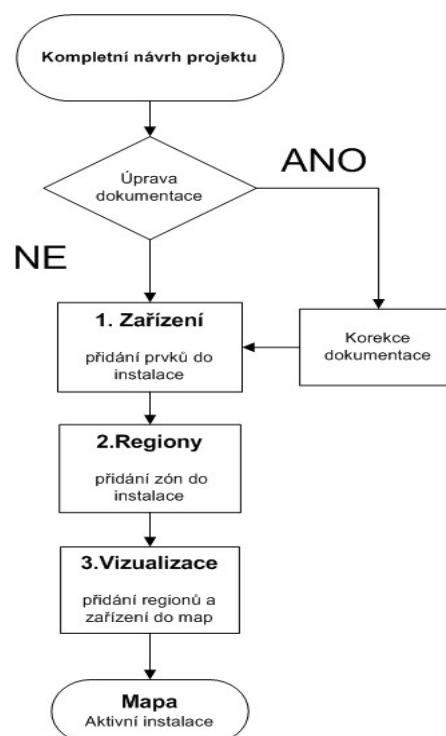 Kompletní návrh projektu
Úprava
dokumentace
ANO
NE
1. Zařízení
přidání prvků do
instalace
Korekce
dokumentace
2.Regiony
přidání zón do
instalace
3.Vizualizace
přidání regionů a
zařízení do map
Mapa
Aktivní instalace